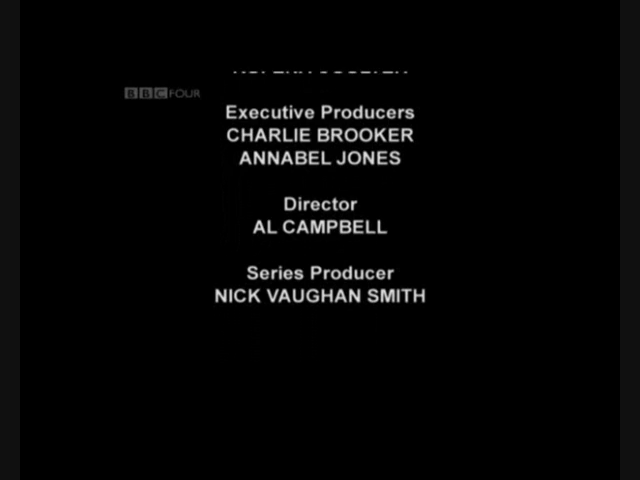 BBC FOUR
Executive Producers
CHARLIE BROOKER
ANNABEL JONES
Director
AL CAMPBELL
Series Producer
NICK VAUGHAN SMITH